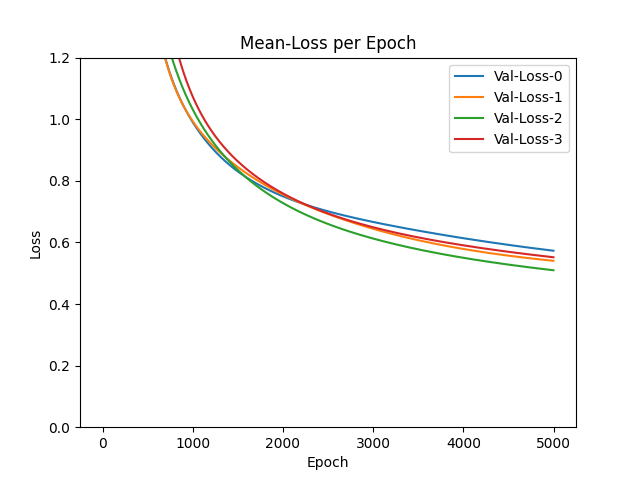 Mean-Loss per Epoch
1.2
1.0
0.8
0.6
0.4
0.2
0.0
Loss
Val-Loss-0
Val-Loss-1
Val-Loss-2
Val-Loss-3
0 1000 2000 3000 4000 5000
Epoch